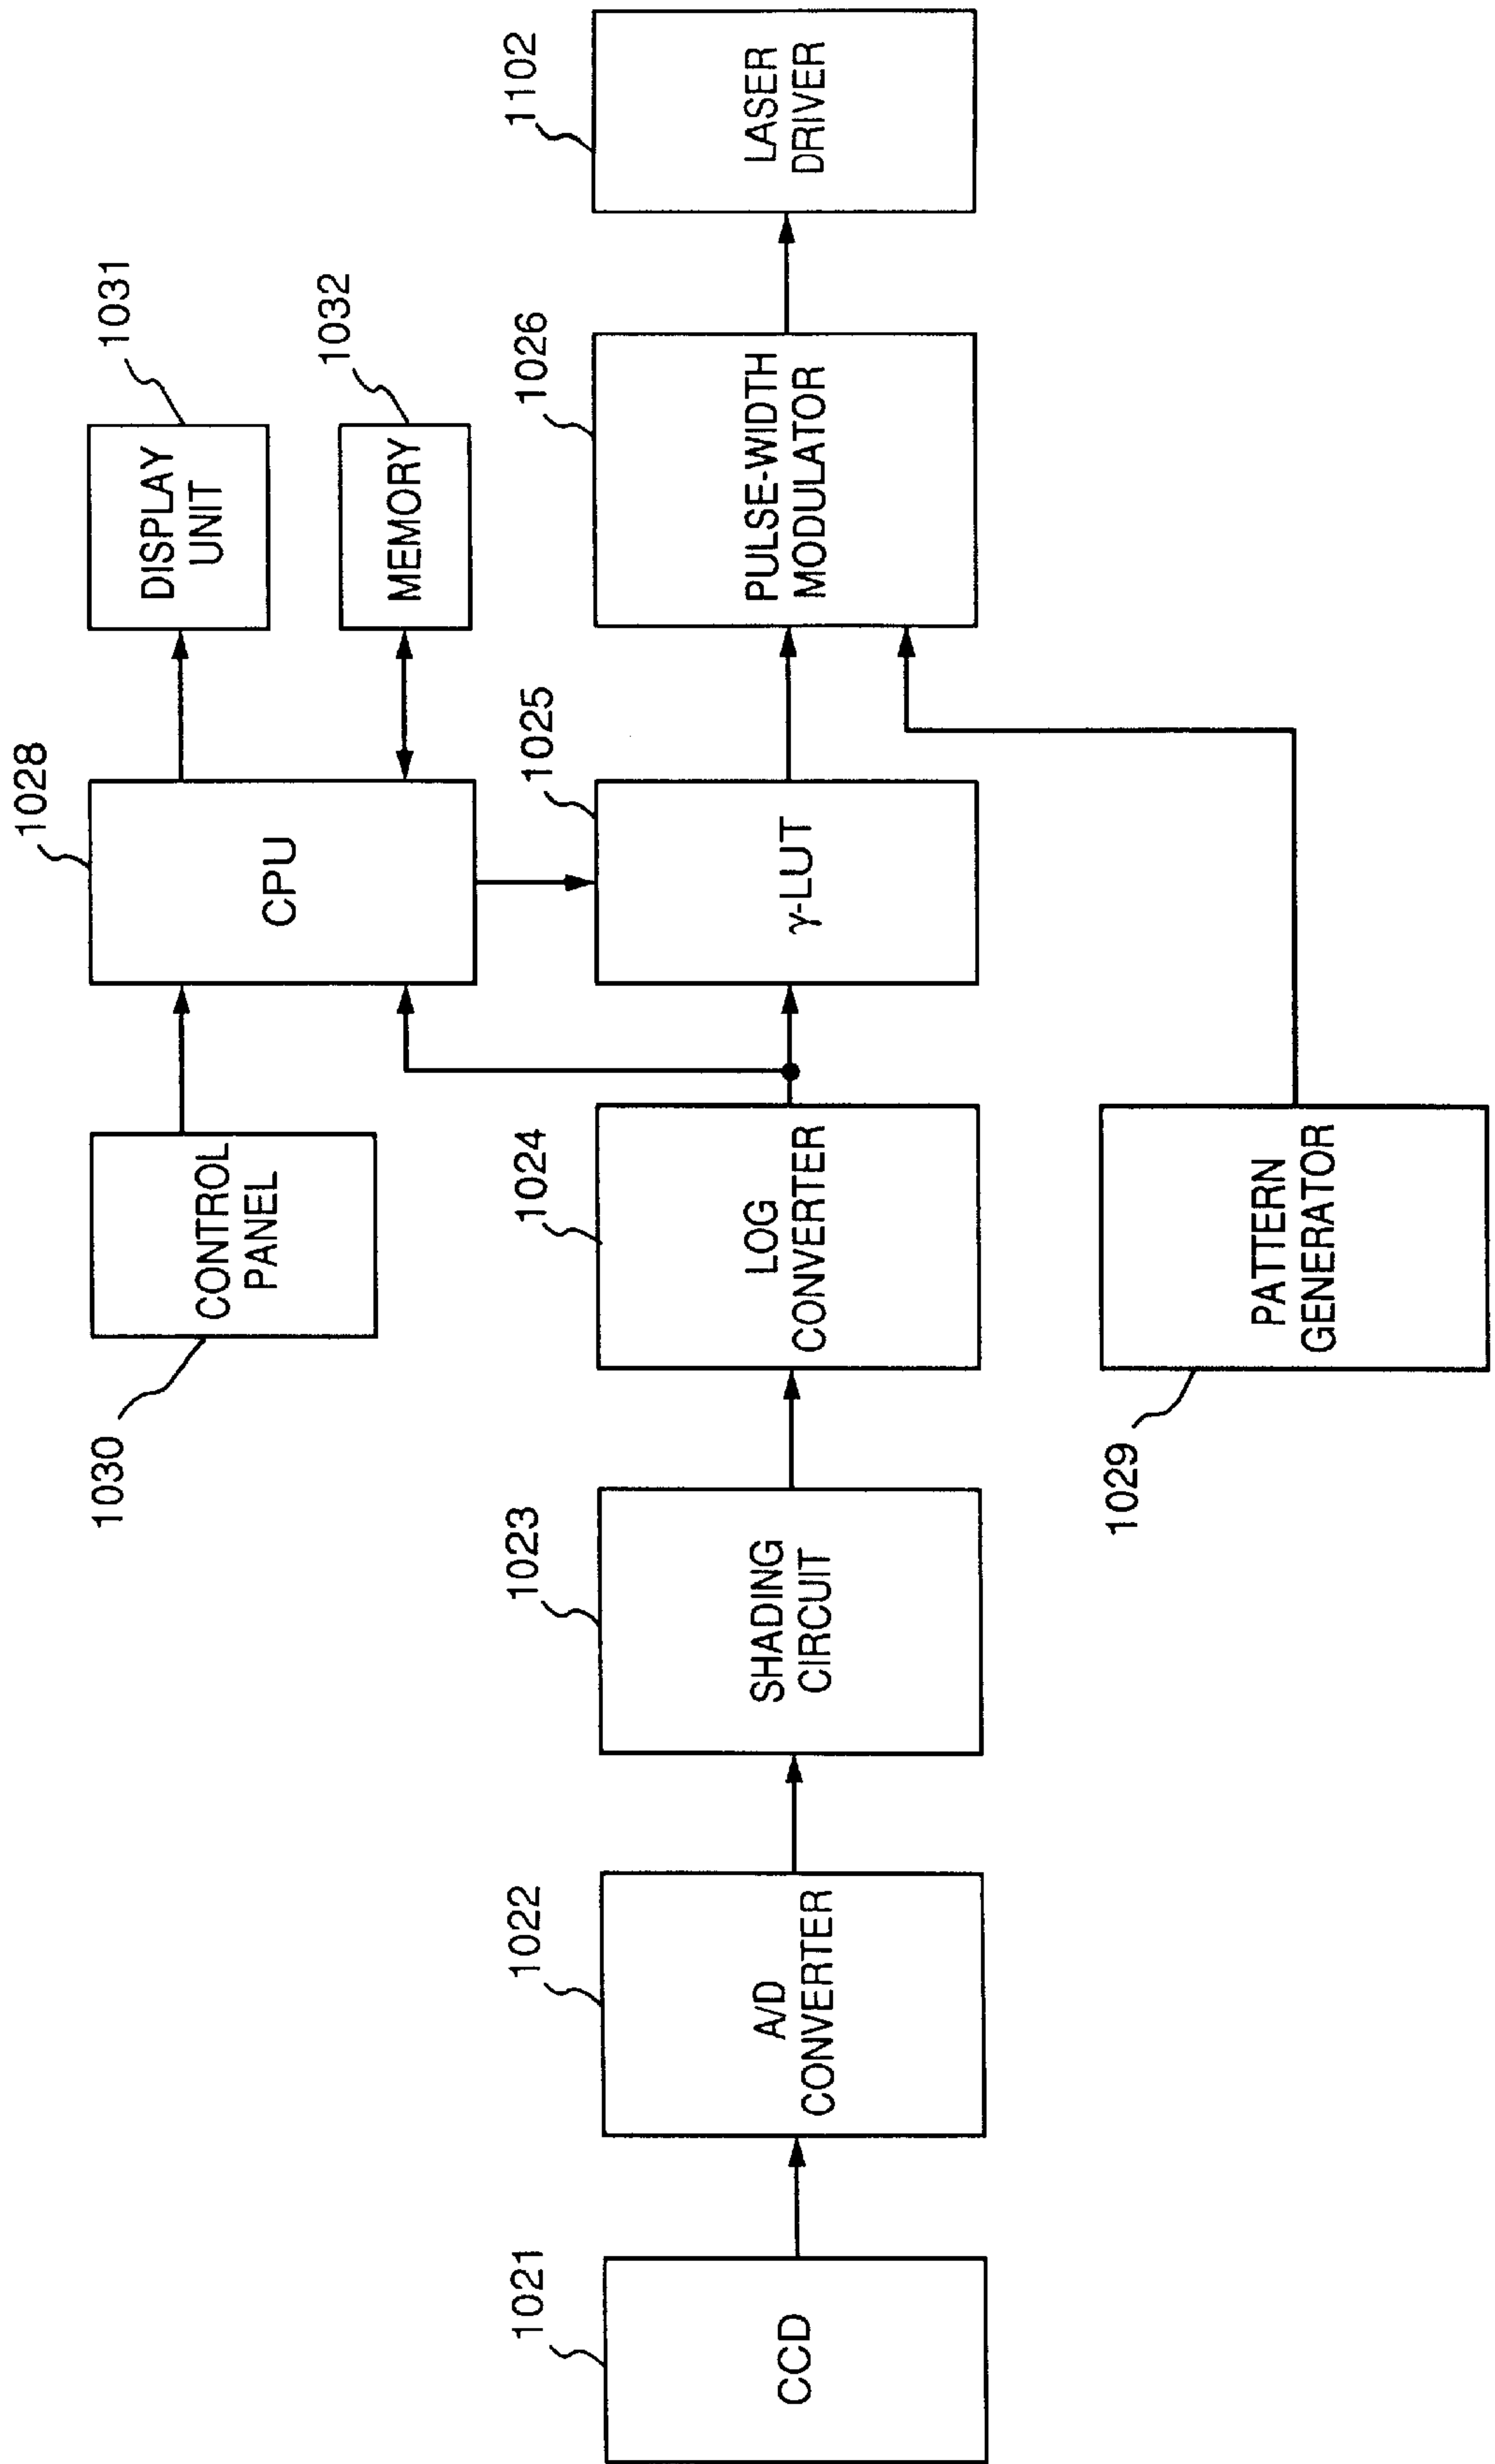 1031
DISPLAY
UNIT
1028
CPU
1032
MEMORY
1030
CONTROL
PANEL
1021
CCD
1022
A/D
CONVERTER
1023
SHADING
CIRCUIT
1024
LOG
CONVERTER
1025
γ-LUT
1026
PULSE-WIDTH
MODULATOR
1102
LASER
DRIVER
1029
PATTERN
GENERATOR